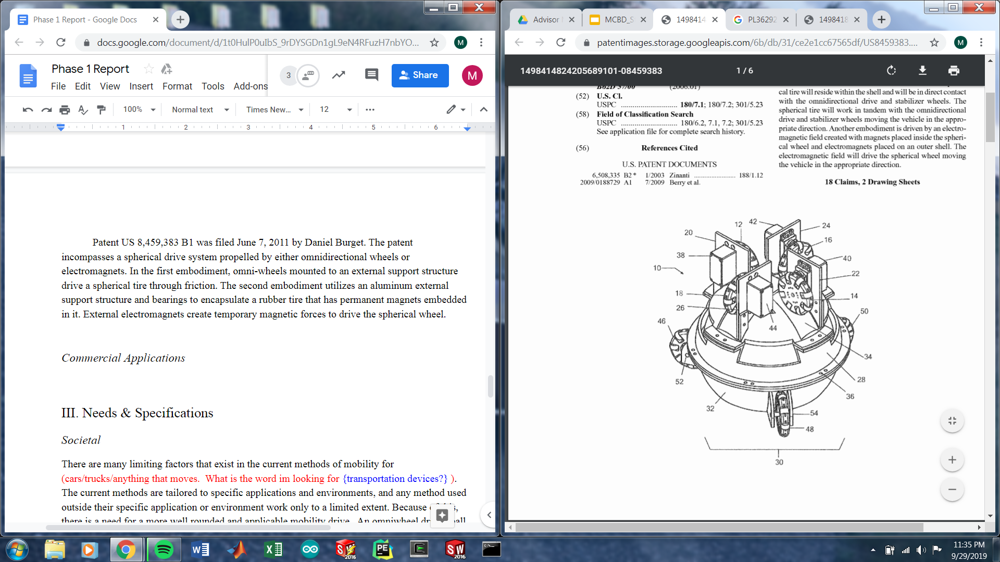 Phase 1 Report - Google Docs
docs.google.com/document/d/1t0HulP0uIbS_9rDYSGDn1gL9eN4RFuzH7nbYO...
M
Phase 1 Report
File Edit View Insert Format Tools Add-ons
3
Share
M
100% Normal text Times New... 12
1 2 3 4 5 6
Patent US 8,459,383 B1 was filed June 7, 2011 by Daniel Burget. The patent
incompasses a spherical drive system propelled by either omnidirectional wheels or
electromagnets. In the first embodiment, omni-wheels mounted to an external support structure
drive a spherical tire through friction. The second embodiment utilizes an aluminum external
support structure and bearings to encapsulate a rubber tire that has permanent magnets embedded
in it. External electromagnets create temporary magnetic forces to drive the spherical wheel.
Commercial Applications
III. Needs & Specifications
Societal
There are many limiting factors that exist in the current methods of mobility for
(cars/trucks/anything that moves. What is the word im looking for {transportation devices?} ).
The current methods are tailored to specific applications and environments, and any method used
outside their specific application or environment work only to a limited extent. Because
there is a need for a more well rounded and applicable mobility drive. An omniwheel
Advisor MCBD_S 1498414 PL36292 1498418
patentimages.storage.googleapis.com/6b/db/31/ce2e1cc67565df/US8459383....
M
1498414824205689101-08459383
1 / 6
B62D 57/00 (2006.01)
(52) U.S. Cl.
USPC ........................... 180/7.1; 180/7.2; 301/5.23
(58) Field of Classification Search
USPC ........................... 180/6.2, 7.1, 7.2; 301/5.23
See application file for complete search history.
(56) References Cited
U.S. PATENT DOCUMENTS
6,508,335 B2 * 1/2003 Zinanti ........................ 188/1.12
2009/0188729 A1 7/2009 Berry et al.
cal tire will reside within the shell and will be in direct contact
with the omnidirectional drive and stabilizer wheels. The
spherical tire will work in tandem with the omnidirectional
drive and stabilizer wheels moving the vehicle in the appro-
priate direction. Another embodiment is driven by an electro-
magnetic field created with magnets placed inside the spheri-
cal wheel and electromagnets placed on an outer shell. The
electromagnetic field will drive the spherical wheel moving
the vehicle in the appropriate direction.
18 Claims, 2 Drawing Sheets
12 42 24
20 16
38 40
10 22
18 14
26 50
46 44
34
52 28
36
32 54
48
30
W
PE
SW
2016
SW
2016
11:35 PM
9/29/2019